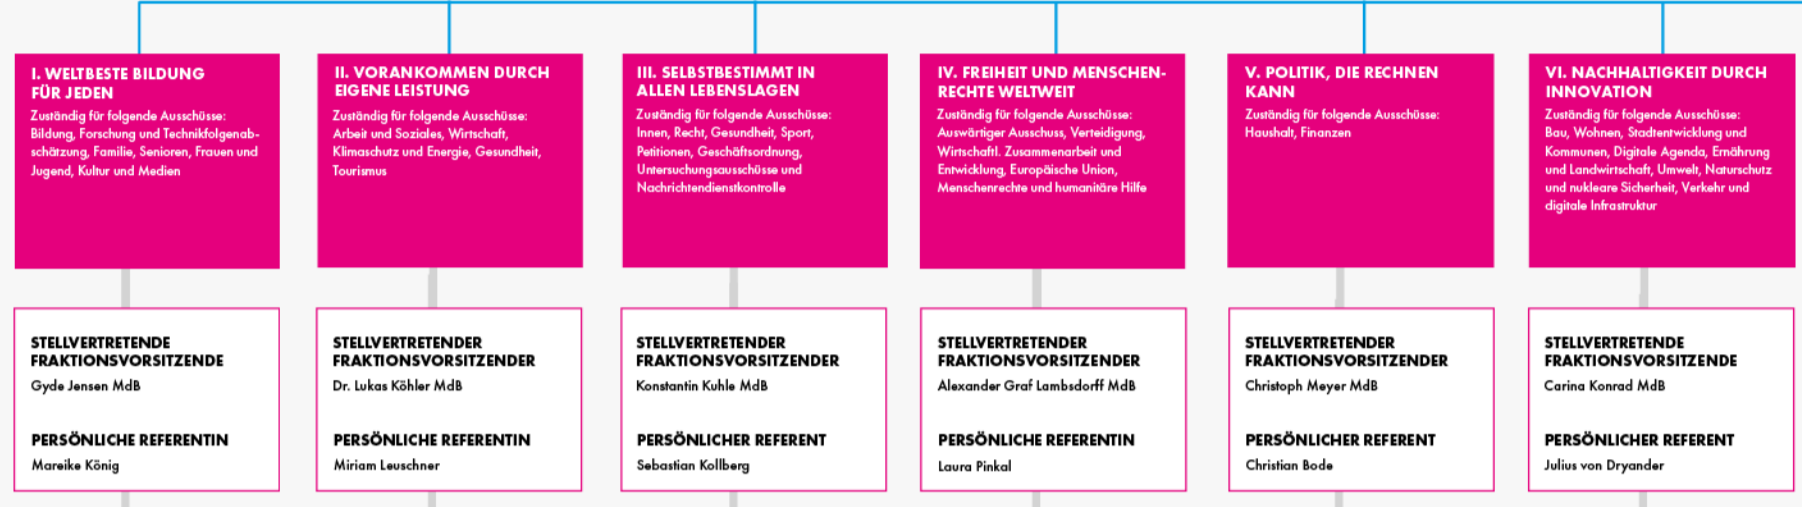 I. WELTBESTE BILDUNG
FÜR JEDEN
Zuständig für folgende Ausschüsse:
Bildung, Forschung und Technikfolgenab-
schätzung, Familie, Senioren, Frauen und
Jugend, Kultur und Medien
STELLVERTRETENDE
FRAKTIONSVORSITZENDE
Gyde Jensen MdB
PERSÖNLICHE REFERENTIN
Mareike König
II. VORANKOMMEN DURCH
EIGENE LEISTUNG
Zuständig für folgende Ausschüsse:
Arbeit und Soziales, Wirtschaft,
Klimaschutz und Energie, Gesundheit,
Tourismus
STELLVERTRETENDER
FRAKTIONSVORSITZENDER
Dr. Lukas Köhler MdB
PERSÖNLICHE REFERENTIN
Miriam Leuschner
III. SELBSTBESTIMMT IN
ALLEN LEBENSLAGEN
Zuständig für folgende Ausschüsse:
Innen, Recht, Gesundheit, Sport,
Petitionen, Geschäftsordnung,
Untersuchungsausschüsse und
Nachrichtendienstkontrolle
STELLVERTRETENDER
FRAKTIONSVORSITZENDER
Konstantin Kuhle MdB
PERSÖNLICHER REFERENT
Sebastian Kollberg
IV. FREIHEIT UND MENSCHEN-
RECHTE WELTWEIT
Zuständig für folgende Ausschüsse:
Auswärtiger Ausschuss, Verteidigung,
Wirtschaftl. Zusammenarbeit und
Entwicklung, Europäische Union,
Menschenrechte und humanitäre Hilfe
STELLVERTRETENDER
FRAKTIONSVORSITZENDER
Alexander Graf Lambsdorff MdB
PERSÖNLICHE REFERENTIN
Laura Pinkal
V. POLITIK, DIE RECHNEN
KANN
Zuständig für folgende Ausschüsse:
Haushalt, Finanzen
STELLVERTRETENDER
FRAKTIONSVORSITZENDER
Christoph Meyer MdB
PERSÖNLICHER REFERENT
Christian Bode
VI. NACHHALTIGKEIT DURCH
INNOVATION
Zuständig für folgende Ausschüsse:
Bau, Wohnen, Stadtentwicklung und
Kommunen, Digitale Agenda, Ernährung
und Landwirtschaft, Umwelt, Naturschutz
und nukleare Sicherheit, Verkehr und
digitale Infrastruktur
STELLVERTRETENDE
FRAKTIONSVORSITZENDE
Carina Konrad MdB
PERSÖNLICHER REFERENT
Julius von Dryander